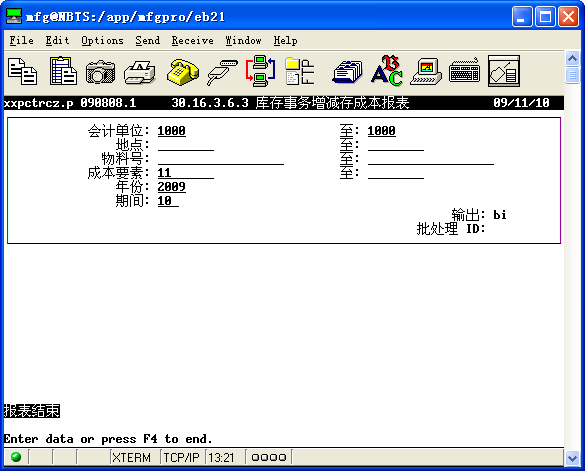 mfg@NBTS:/app/mfgpro/eb21
File Edit Options Send Receive Window Help
xxpctrcz.p 090808.1 30.16.3.6.3 库存事务增减存成本报表 09/11/10
会计单位: 1000 至: 1000
地点: 至:
物料号: 至:
成本要素: 11 至:
年份: 2009
期间: 10
输出: bi
批处理 ID:
报表结束
Enter data or press F4 to end.
XTERM TCP/IP 13:21